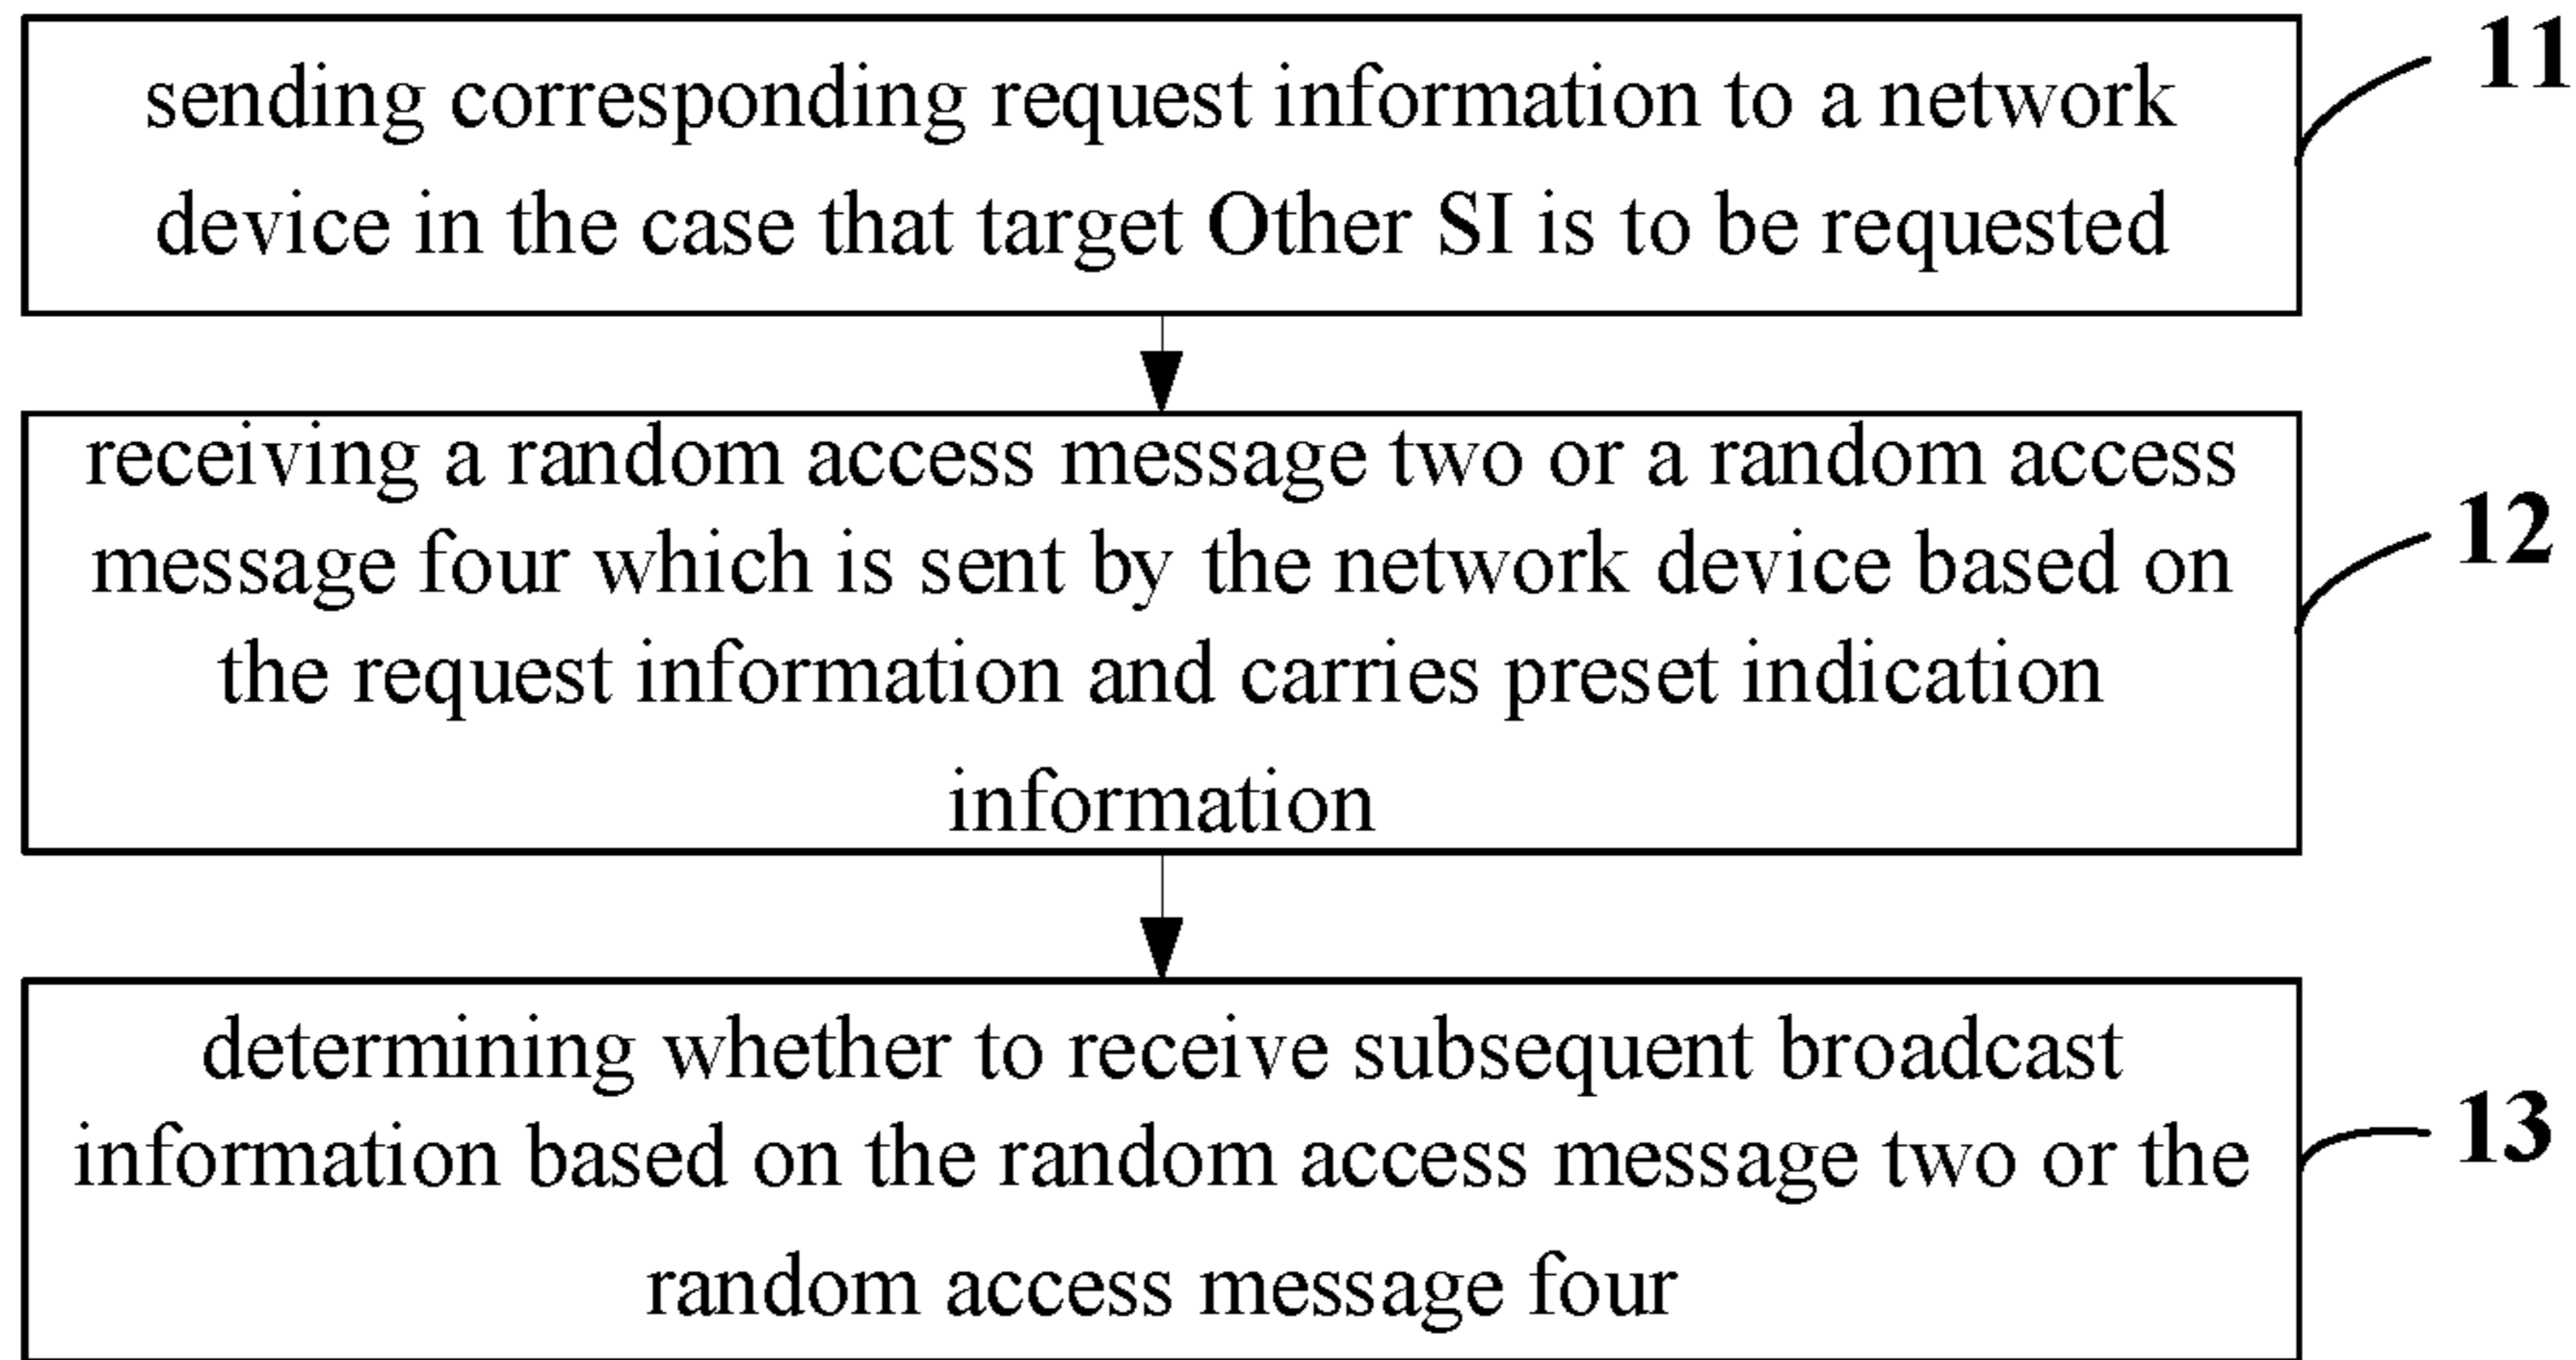 sending corresponding request information to a network
device in the case that target Other SI is to be requested
11
receiving a random access message two or a random access
message four which is sent by the network device based on
the request information and carries preset indication
information
12
determining whether to receive subsequent broadcast
information based on the random access message two or the
random access message four
13